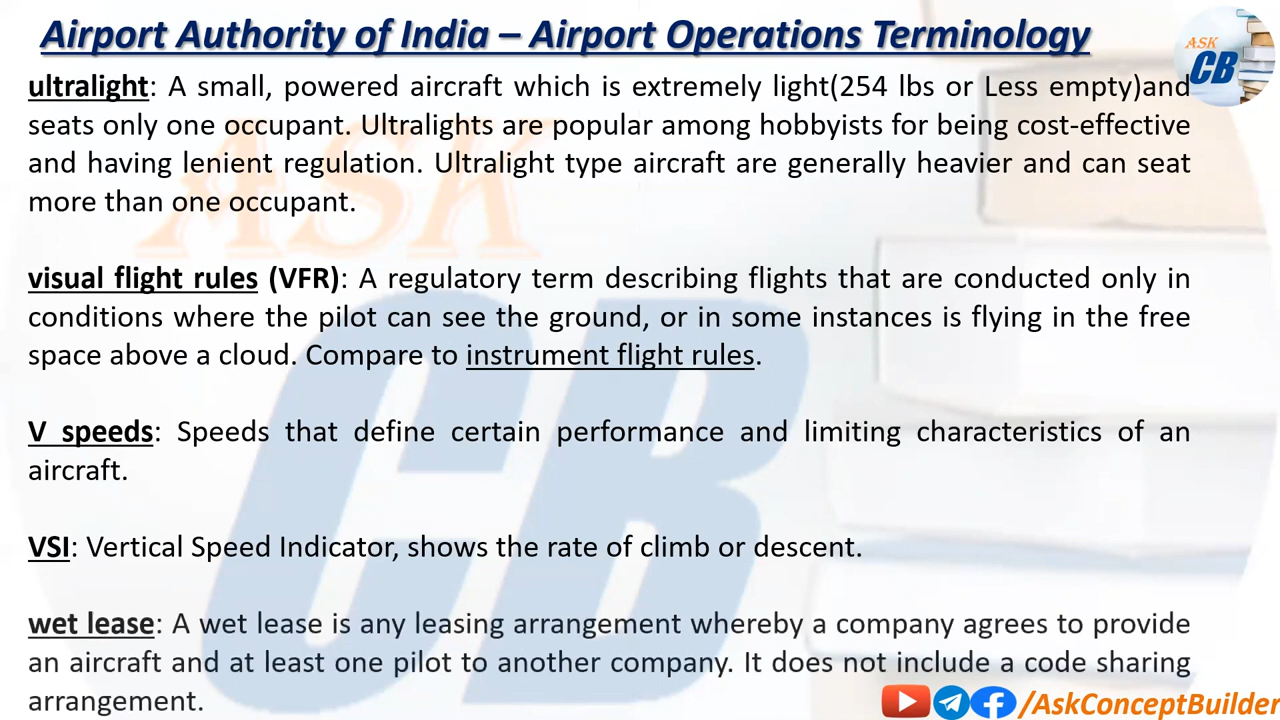 Airport Authority of India – Airport Operations Terminology
ASK
CB
ultralight: A small, powered aircraft which is extremely light(254 lbs or Less empty)and
seats only one occupant. Ultralights are popular among hobbyists for being cost-effective
and having lenient regulation. Ultralight type aircraft are generally heavier and can seat
more than one occupant.
visual flight rules (VFR): A regulatory term describing flights that are conducted only in
conditions where the pilot can see the ground, or in some instances is flying in the free
space above a cloud. Compare to instrument flight rules.
V speeds: Speeds that define certain performance and limiting characteristics of an
aircraft.
VSI: Vertical Speed Indicator, shows the rate of climb or descent.
wet lease: A wet lease is any leasing arrangement whereby a company agrees to provide
an aircraft and at least one pilot to another company. It does not include a code sharing
arrangement.
/AskConceptBuilder
ASK
CB